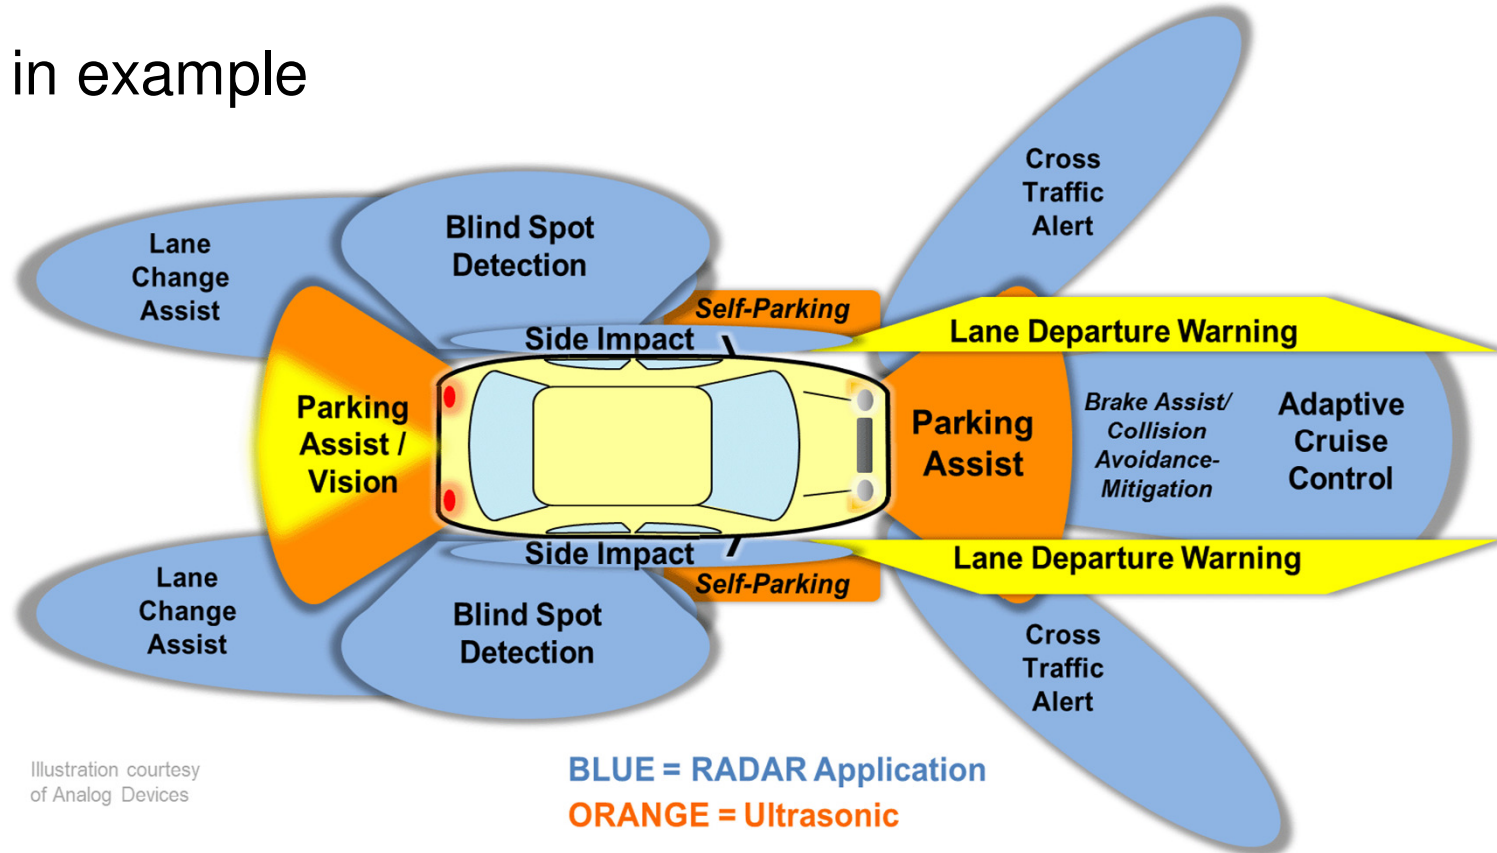 in example
Cross
Traffic
Alert
Lane
Change
Assist
Blind Spot
Detection
Self-Parking
Side Impact
Lane Departure Warning
Parking
Assist /
Vision
Parking
Assist
Brake Assist/
Collision
Avoidance-
Mitigation
Adaptive
Cruise
Control
Side Impact
Lane Departure Warning
Self-Parking
Lane
Change
Assist
Blind Spot
Detection
Cross
Traffic
Alert
Illustration courtesy
of Analog Devices
BLUE = RADAR Application
ORANGE = Ultrasonic